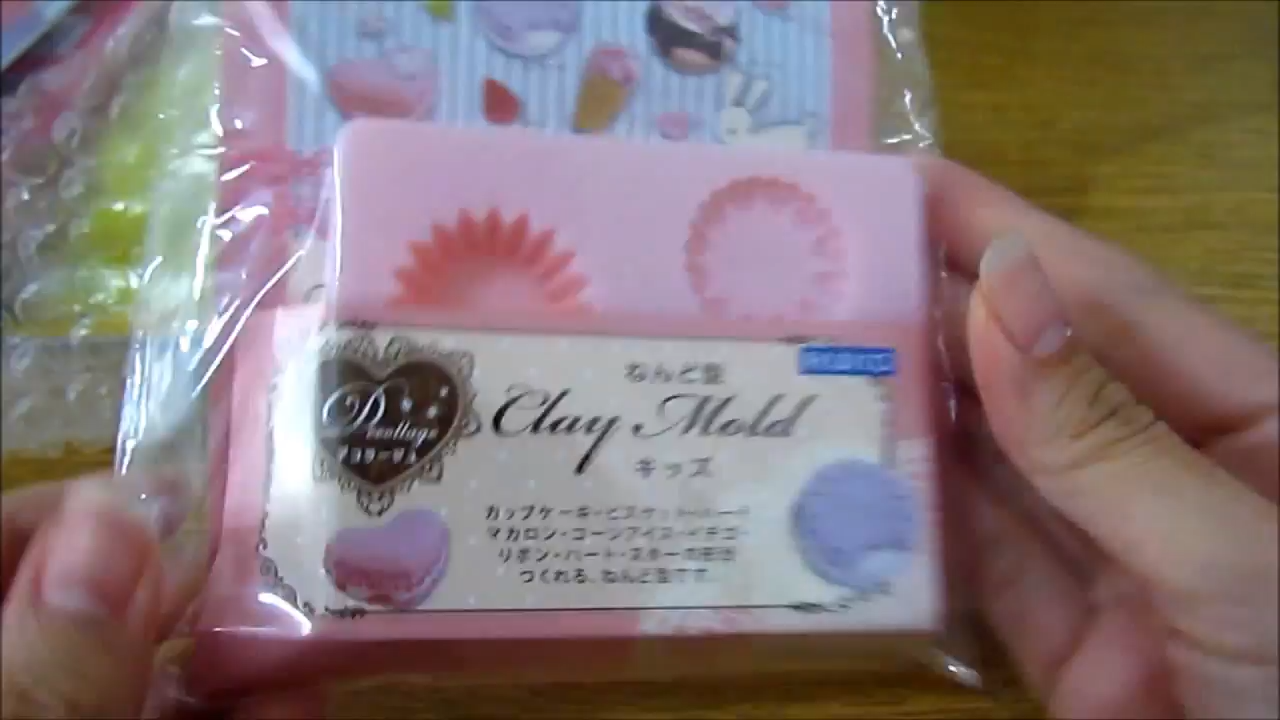 ねんど型
Clay Mold
キッズ
Decollage
デコラージュ
カップケーキ・ビスケット・ハート
マカロン・コーンアイス・イチゴ・
リボン・ハート・スターの形が
つくれる、ねんど型です。